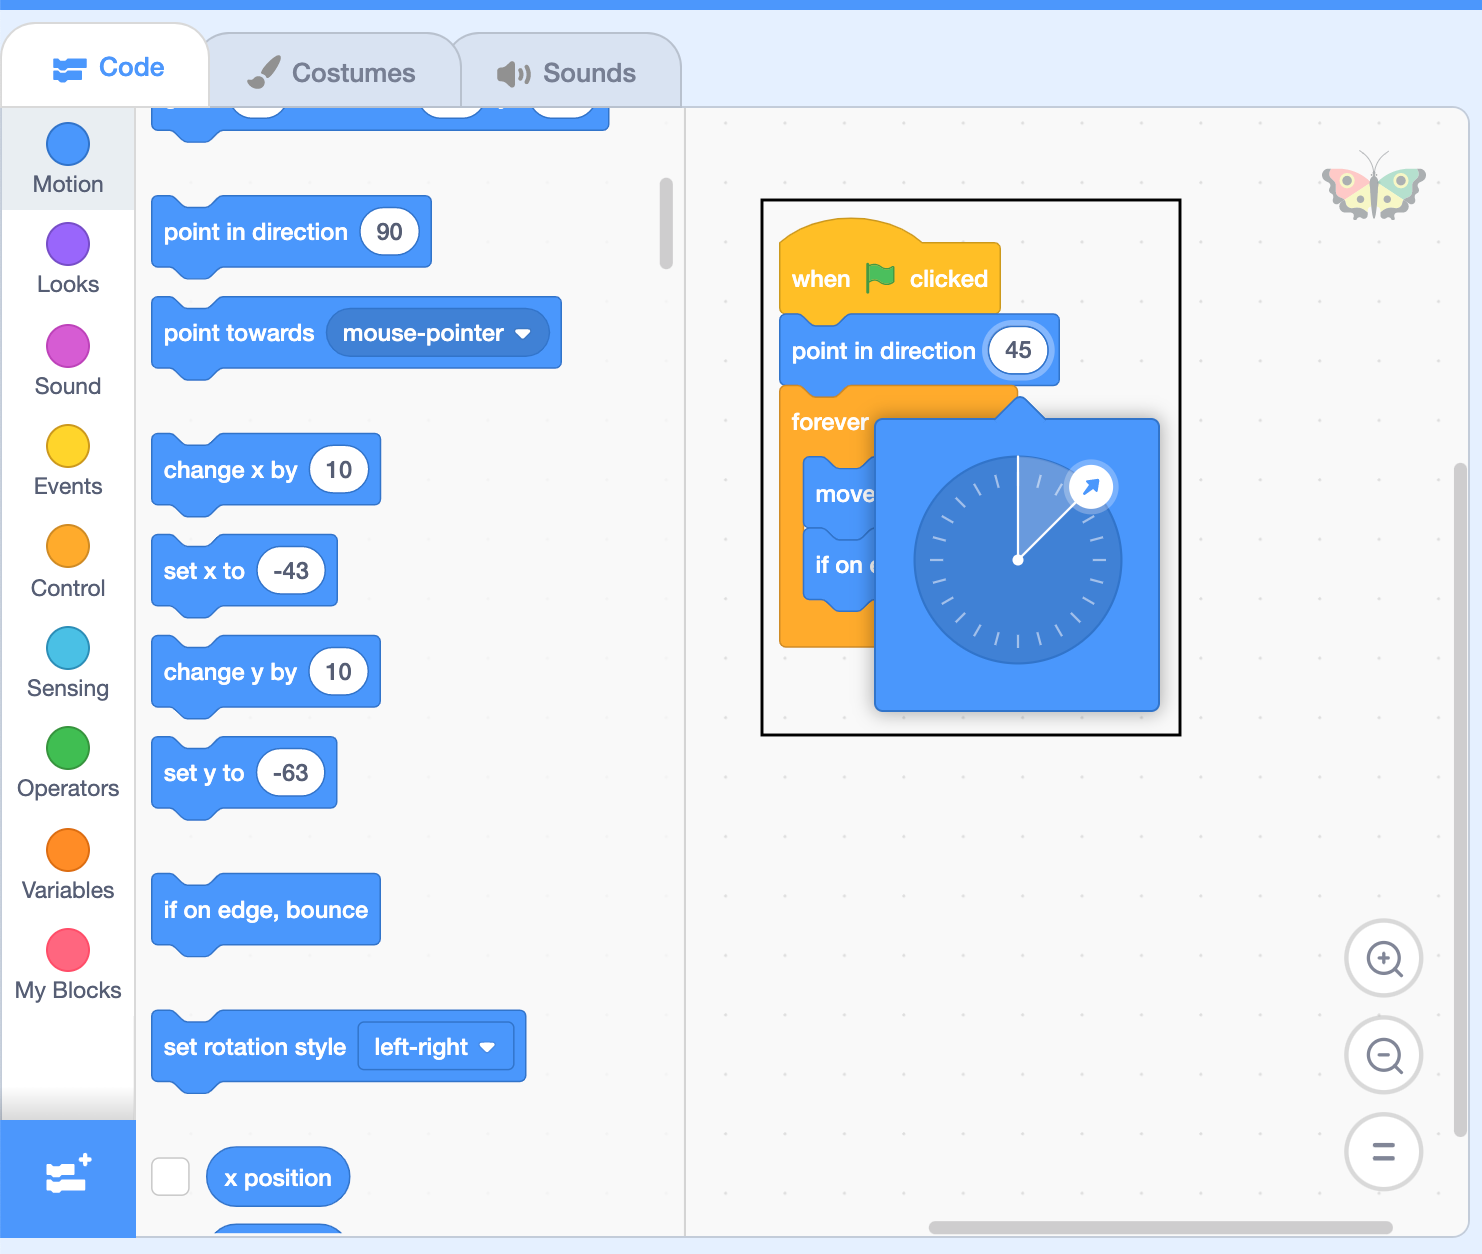 Code
Costumes
Sounds
Motion
Looks
Sound
Events
Control
Sensing
Operators
Variables
My Blocks
point in direction 90
point towards mouse-pointer
change x by 10
set x to -43
change y by 10
set y to -63
if on edge, bounce
set rotation style left-right
x position
when clicked
point in direction 45
forever
move
if on